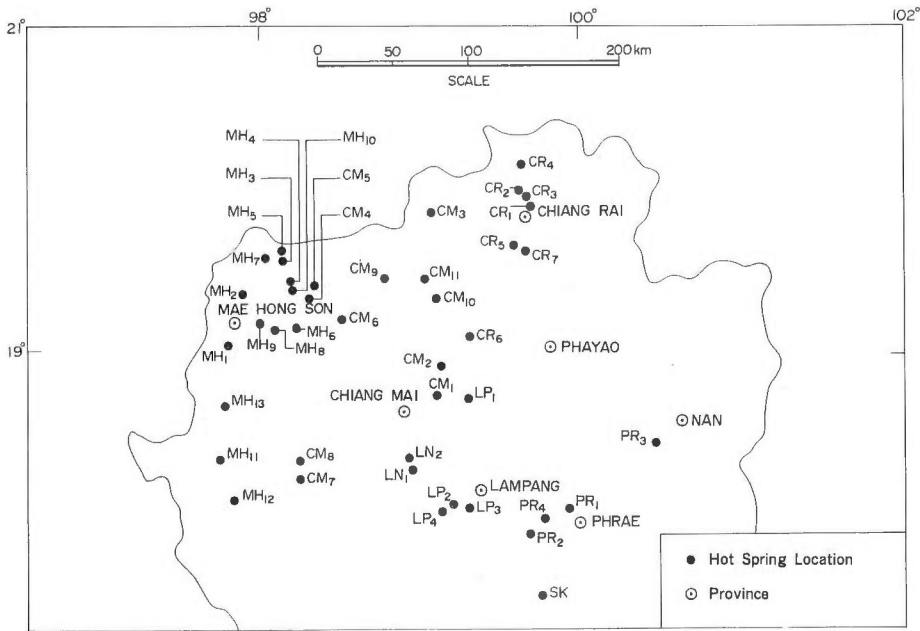 98° 100° 102°
21°
0 50 100 200 km
SCALE
MH4 MH10
MH3 CM5
MH5 CM4
CR4
CR2 CR3
CM3 CR1 CHIANG RAI
MH7 CR5 CR7
CM9 CM11
MH2 CM10
MAE HONG SON
CM6
MH9 MH8 MH6 CR6
19° MH1 PHAYAO
CM2
CM1
CHIANG MAI LP1
MH13
NAN
PR3
MH11 CM8 LN2
CM7 LN1
MH12 LAMPANG
LP2 LP3 PR1
LP4 PR4 PHRAE
PR2
Hot Spring Location
Province
SK